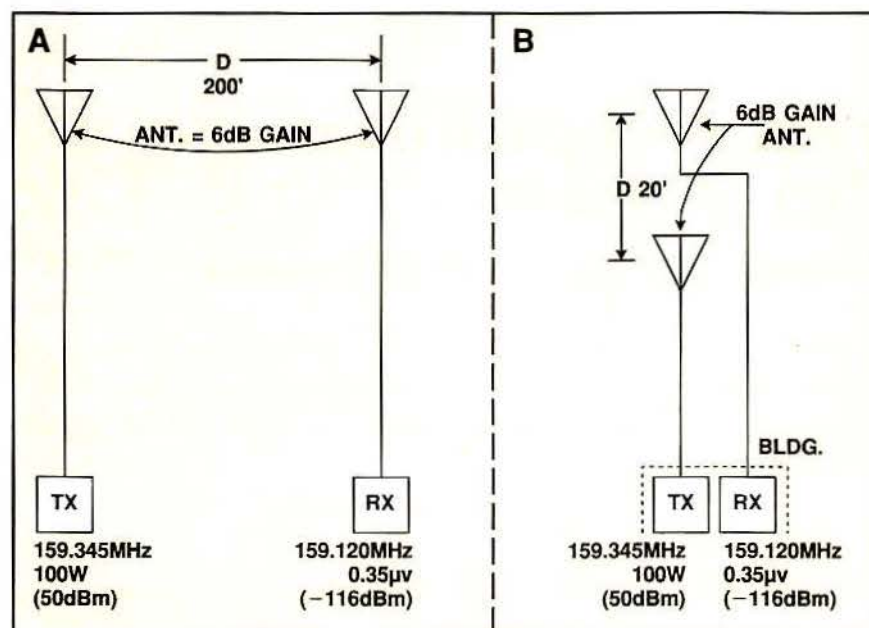 A
D
200'
ANT. = 6dB GAIN
TX
RX
159.345MHz
100W
(50dBm)
159.120MHz
0.35µv
(−116dBm)
B
6dB GAIN
ANT.
D 20'
BLDG.
TX
RX
159.345MHz
100W
(50dBm)
159.120MHz
0.35µv
(−116dBm)